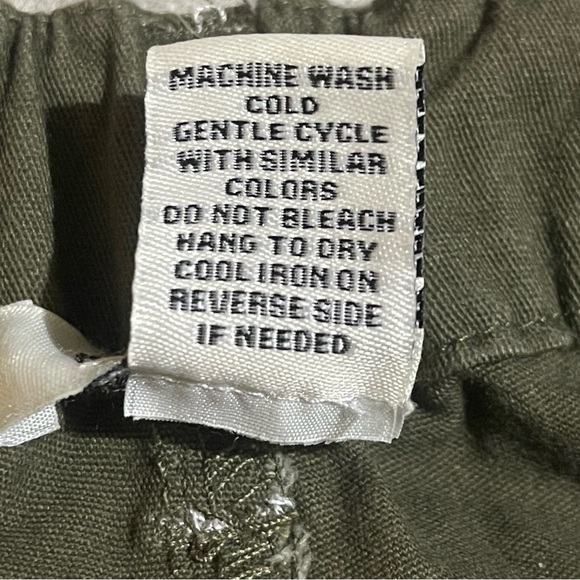 MACHINE WASH
COLD
GENTLE CYCLE
WITH SIMILAR
COLORS
DO NOT BLEACH
HANG TO DRY
COOL IRON ON
REVERSE SIDE
IF NEEDED